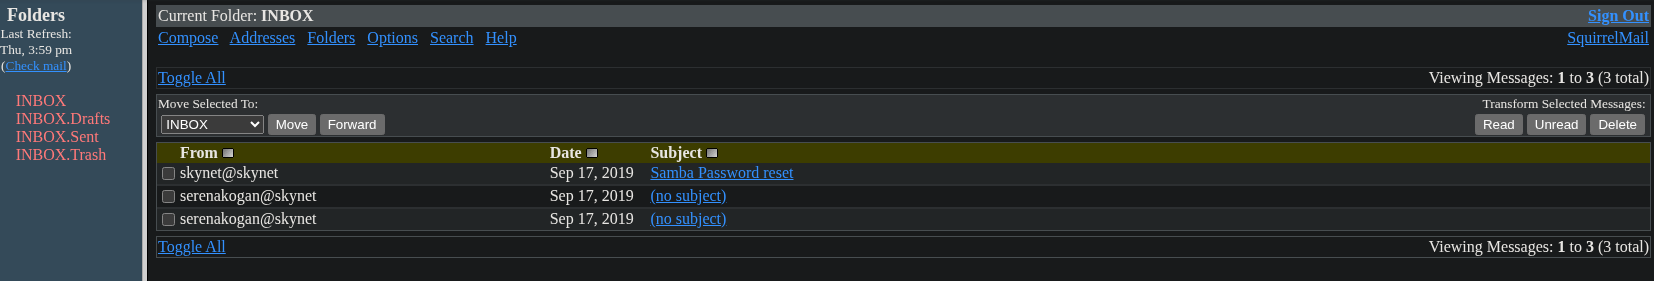 Folders
Last Refresh:
Thu, 3:59 pm
(Check mail)
INBOX
INBOX.Drafts
INBOX.Sent
INBOX.Trash
Current Folder: INBOX Sign Out
Compose Addresses Folders Options Search Help SquirrelMail
Toggle All Viewing Messages: 1 to 3 (3 total)
Move Selected To: Transform Selected Messages:
INBOX Move Forward Read Unread Delete
From Date Subject
skynet@skynet Sep 17, 2019 Samba Password reset
serenakogan@skynet Sep 17, 2019 (no subject)
serenakogan@skynet Sep 17, 2019 (no subject)
Toggle All Viewing Messages: 1 to 3 (3 total)